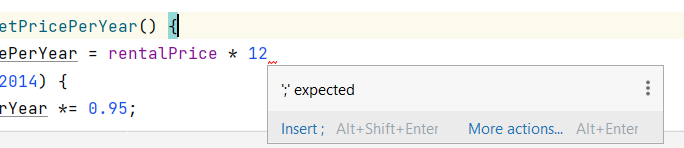 etPricePerYear() {
ePerYear = rentalPrice * 12
2014) {
rYear *= 0.95;
';' expected
Insert ; Alt+Shift+Enter More actions... Alt+Enter